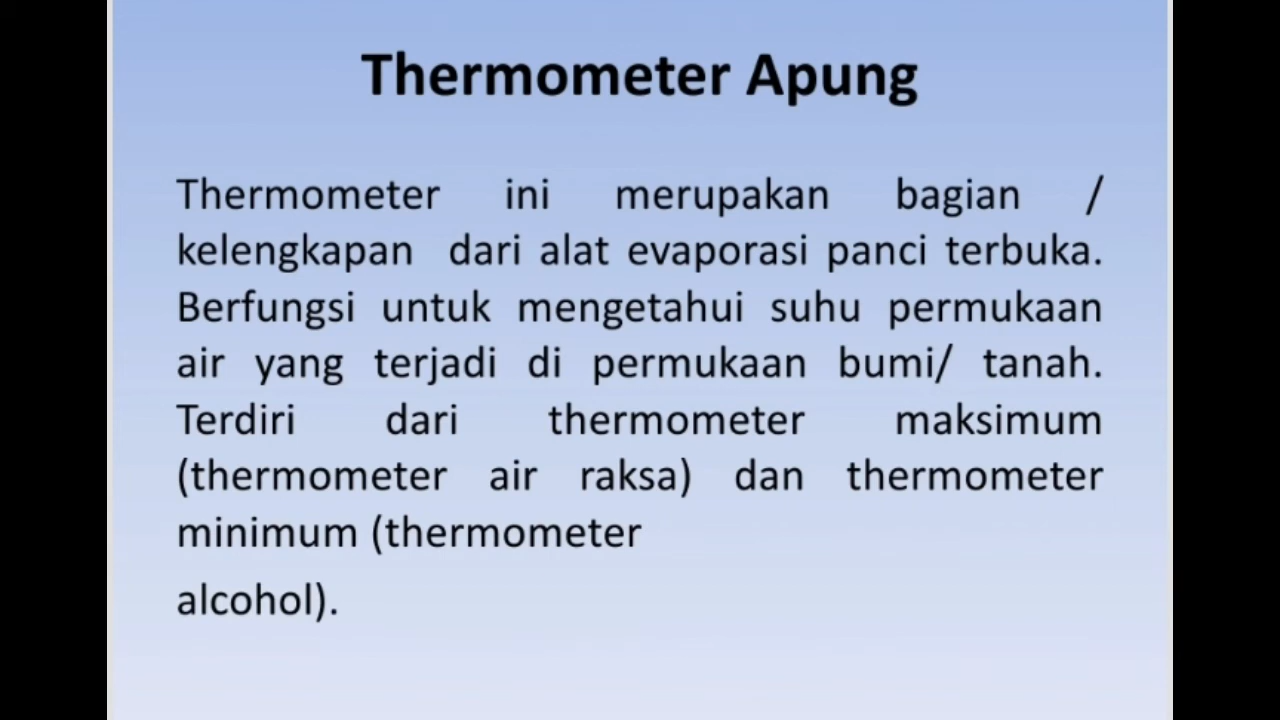 Thermometer Apung
Thermometer ini merupakan bagian /
kelengkapan dari alat evaporasi panci terbuka.
Berfungsi untuk mengetahui suhu permukaan
air yang terjadi di permukaan bumi/ tanah.
Terdiri dari thermometer maksimum
(thermometer air raksa) dan thermometer
minimum (thermometer
alcohol).